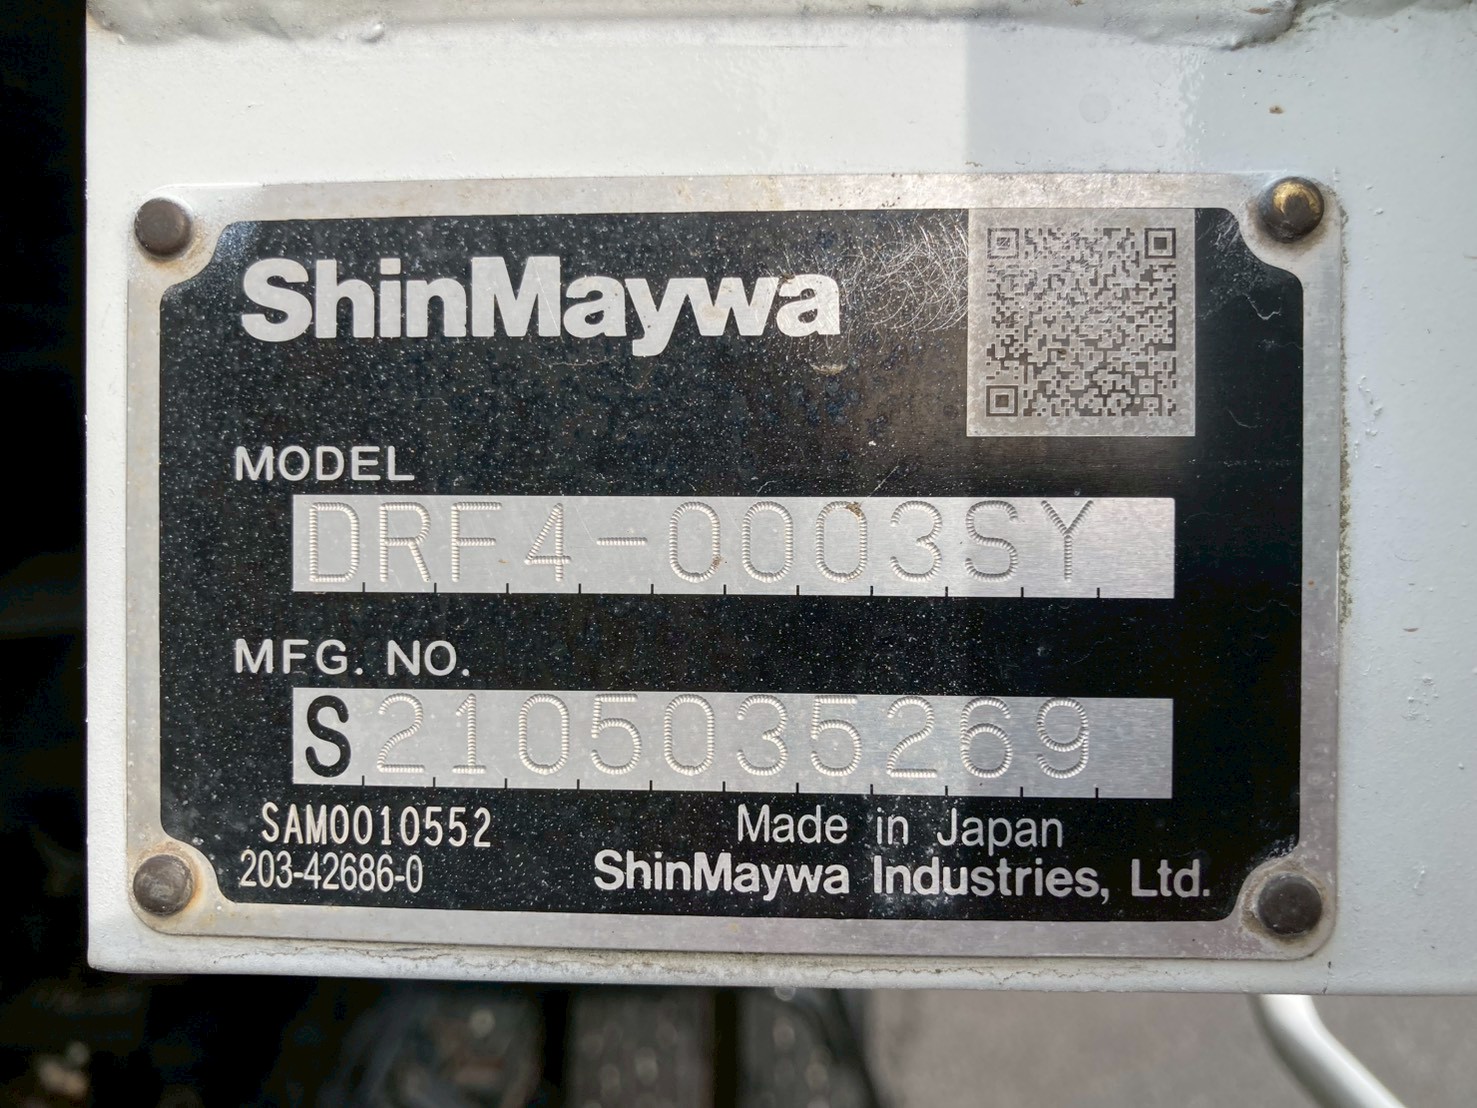 ShinMaywa
MODEL
DRF4-0003SY
MFG. NO.
S2105035269
SAM0010552
203-42686-0
Made in Japan
ShinMaywa Industries, Ltd.